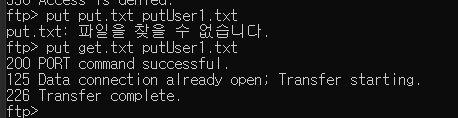 550 Access is denied.
ftp> put put.txt putUser1.txt
put.txt: 파일을 찾을 수 없습니다.
ftp> put get.txt putUser1.txt
200 PORT command successful.
125 Data connection already open; Transfer starting.
226 Transfer complete.
ftp>